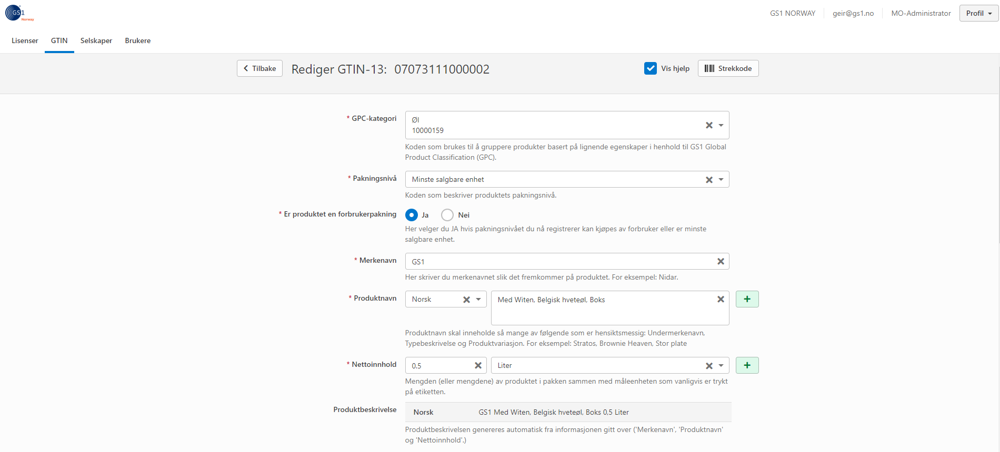 GS1
Norway
GS1 NORWAY
geir@gs1.no
MO-Administrator
Profil
Lisenser
GTIN
Selskaper
Brukere
Tilbake
Rediger GTIN-13: 07073111000002
Vis hjelp
Strekkode
* GPC-kategori
Øl
10000159
Koden som brukes til å gruppere produkter basert på lignende egenskaper i henhold til GS1 Global
Product Classification (GPC).
* Pakningsnivå
Minste salgbare enhet
Koden som beskriver produktets pakningsnivå.
* Er produktet en forbrukerpakning
Ja
Nei
Her velger du JA hvis pakningsnivået du nå registrerer kan kjøpes av forbruker eller er minste
salgbare enhet.
* Merkenavn
GS1
Her skriver du merkenavnet slik det fremkommer på produktet. For eksempel: Nidar.
* Produktnavn
Norsk
Med Witen, Belgisk hveteøl, Boks
Produktnavn skal inneholde så mange av følgende som er hensiktsmessig: Undermerkenavn,
Typebeskrivelse og Produktvariasjon. For eksempel: Stratos, Brownie Heaven, Stor plate
* Nettoinnhold
0.5
Liter
Mengden (eller mengdene) av produktet i pakken sammen med måleenheten som vanligvis er trykt
på etiketten.
Produktbeskrivelse
Norsk
GS1 Med Witen, Belgisk hveteøl, Boks 0,5 Liter
Produktbeskrivelsen genereres automatisk fra informasjonen gitt over ('Merkenavn', 'Produktnavn'
og 'Nettoinnhold'.)